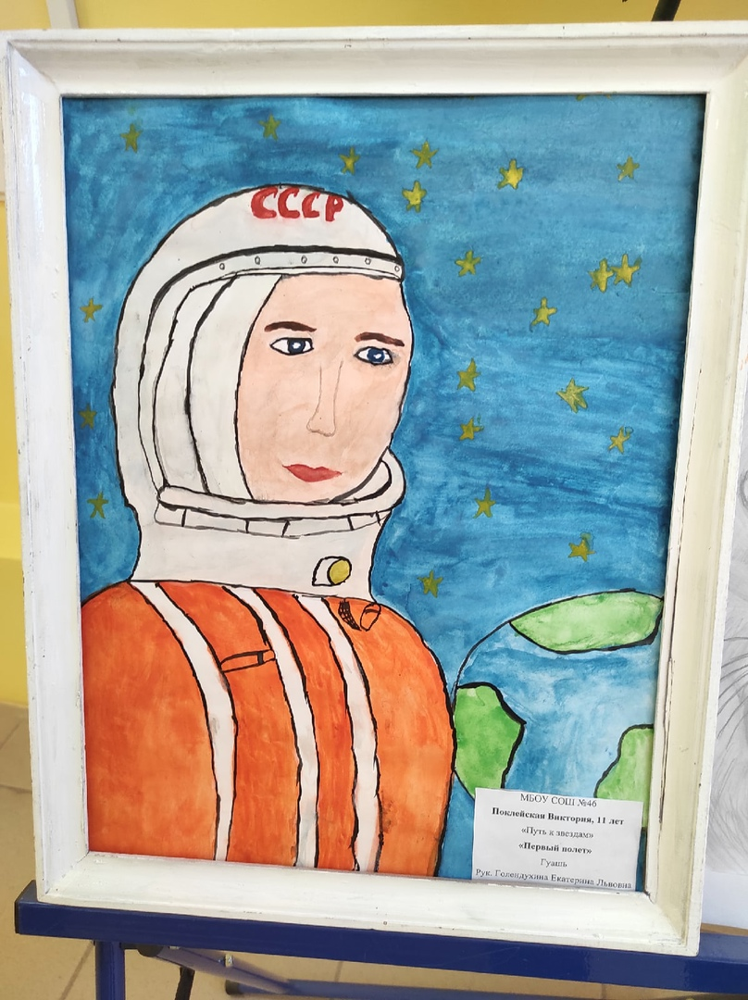 СССР
МБОУ СОШ №46
Поклейская Виктория, 11 лет
«Путь к звездам»
«Первый полет»
Гуашь
Рук. Голендухина Екатерина Львовна